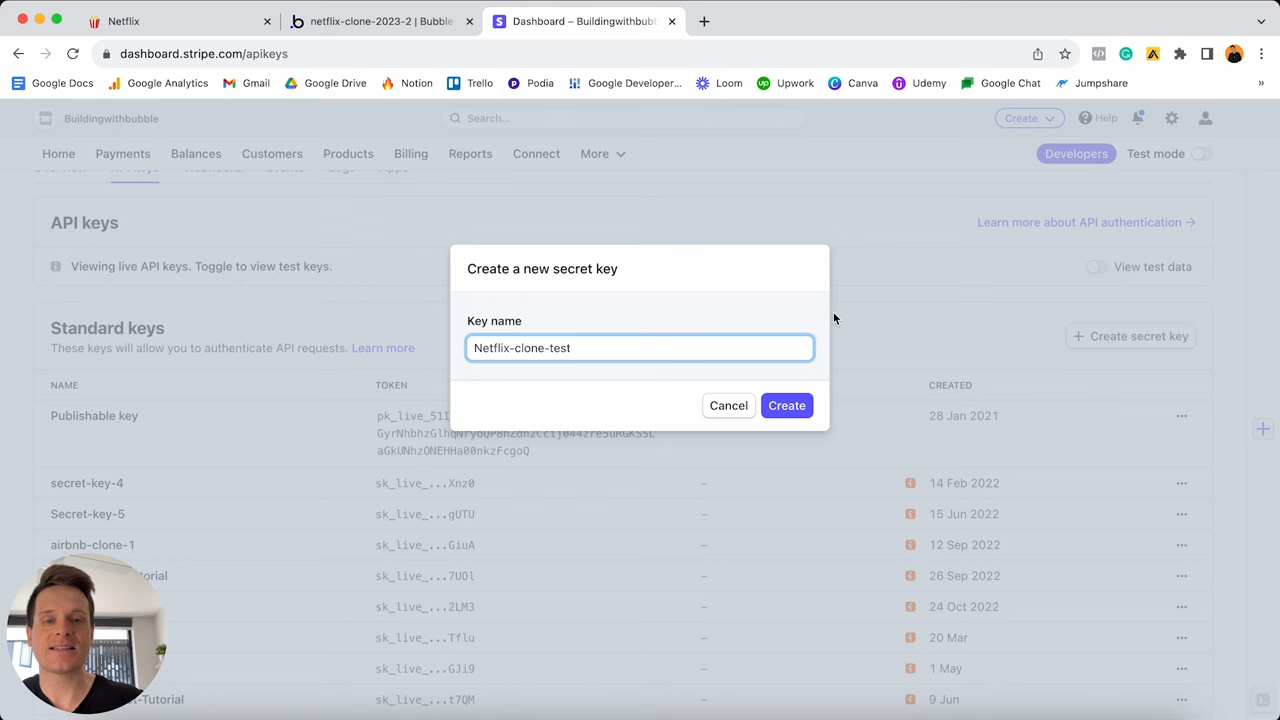 Netflix
netflix-clone-2023-2 | Bubble
Dashboard – Buildingwithbubb
dashboard.stripe.com/apikeys
Google Docs
Google Analytics
Gmail
Google Drive
Notion
Trello
Podia
Google Developer...
Loom
Upwork
Canva
Udemy
Google Chat
Jumpshare
»
Buildingwithbubble
Search...
Create
Help
Home
Payments
Balances
Customers
Products
Billing
Reports
Connect
More
Developers
Test mode
API keys
Learn more about API authentication →
Viewing live API keys. Toggle to view test keys.
View test data
Create a new secret key
Key name
Netflix-clone-test
Cancel
Create
Standard keys
These keys will allow you to authenticate API requests. Learn more
+ Create secret key
NAME
TOKEN
CREATED
Publishable key
pk_live_51I
28 Jan 2021
aGkUNhzONEHHa00nkzFcgoQ
secret-key-4
sk_live_...Xnz0
–
14 Feb 2022
Secret-key-5
sk_live_...gUTU
–
15 Jun 2022
airbnb-clone-1
sk_live_...GiuA
–
12 Sep 2022
orial
sk_live_...7UOl
–
26 Sep 2022
sk_live_...2LM3
–
24 Oct 2022
sk_live_...Tflu
–
20 Mar
sk_live_...GJi9
–
1 May
t-Tutorial
sk_live_...t7QM
–
9 Jun